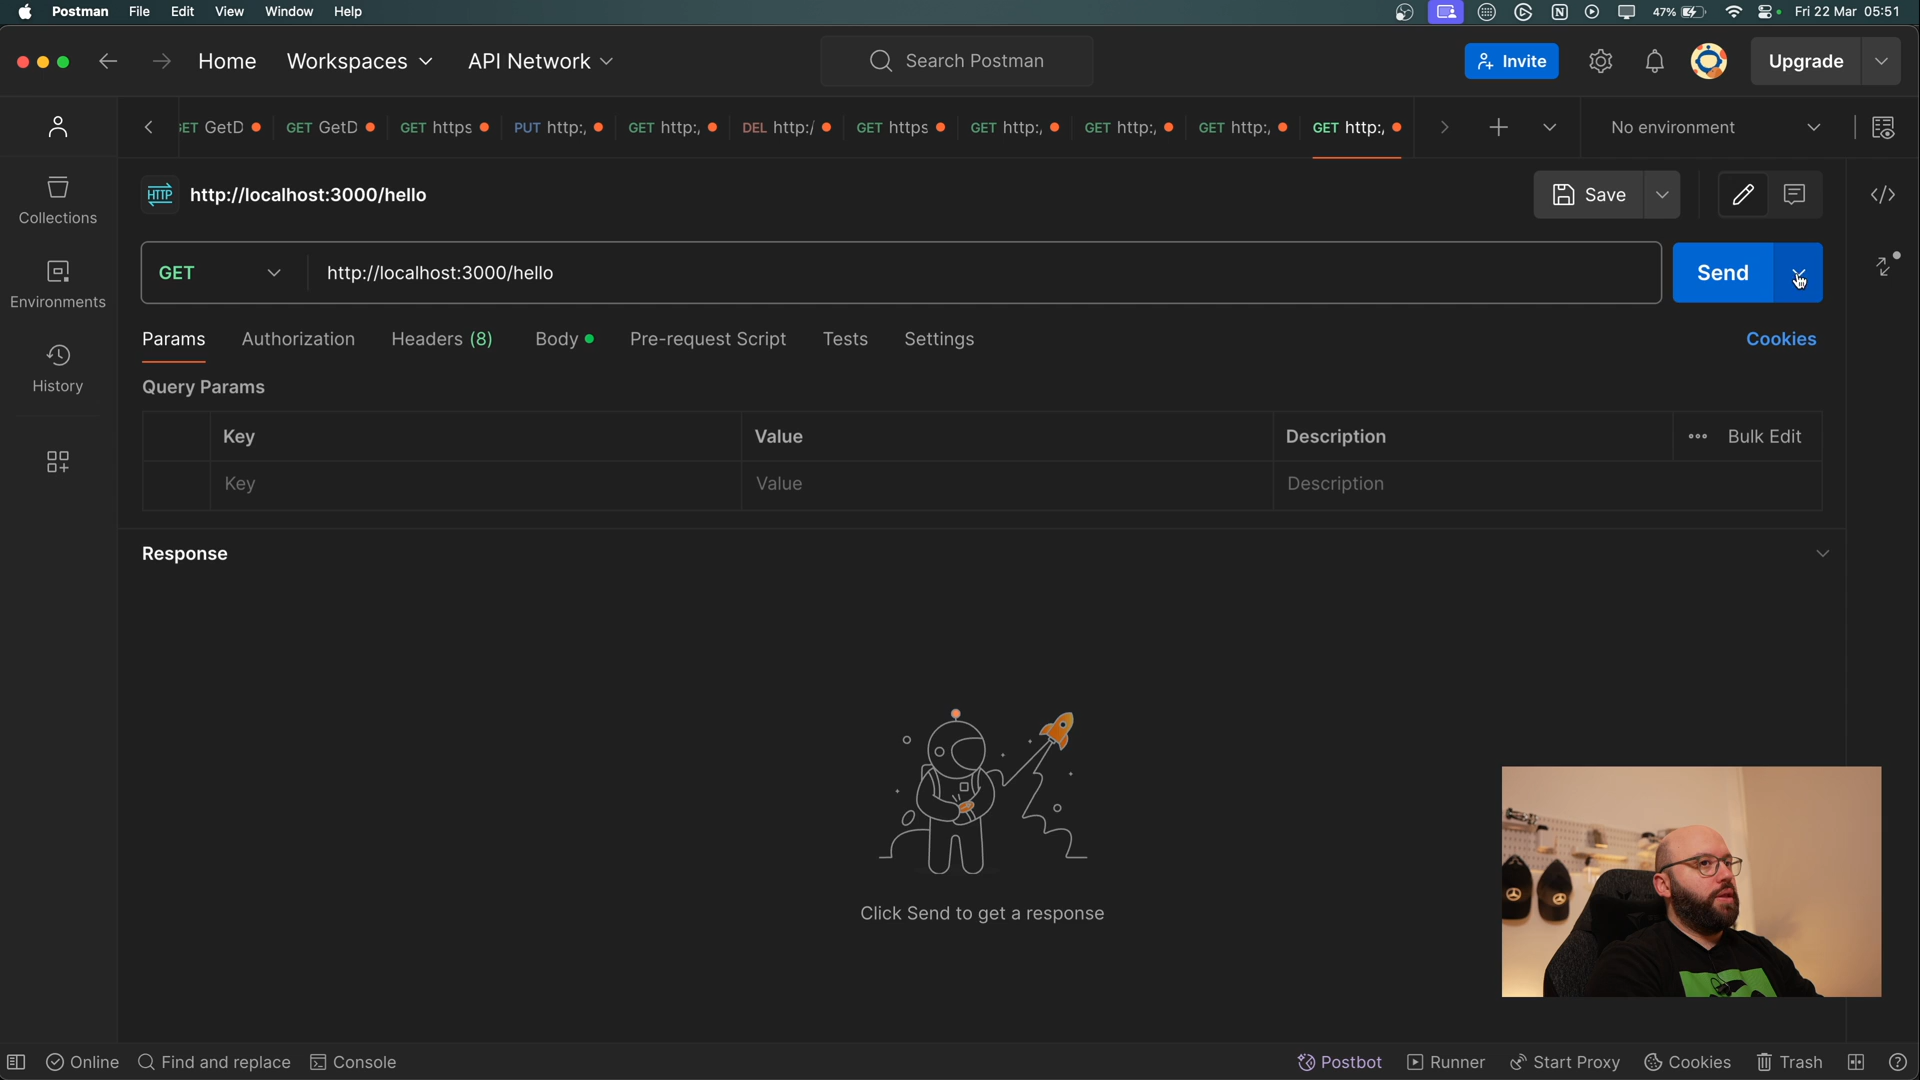 Postman File Edit View Window Help 47% Fri 22 Mar 05:51
Home Workspaces API Network Search Postman Invite Upgrade
GET GetD GET GetD GET https PUT http:, GET http:, DEL http:/ GET https GET http:, GET http:, GET http:, GET http:, No environment
HTTP http://localhost:3000/hello Save
Collections
GET http://localhost:3000/hello Send
Environments
Params Authorization Headers (8) Body Pre-request Script Tests Settings Cookies
History
Query Params
Key Value Description Bulk Edit
Key Value Description
Response
Click Send to get a response
Online Find and replace Console Postbot Runner Start Proxy Cookies Trash